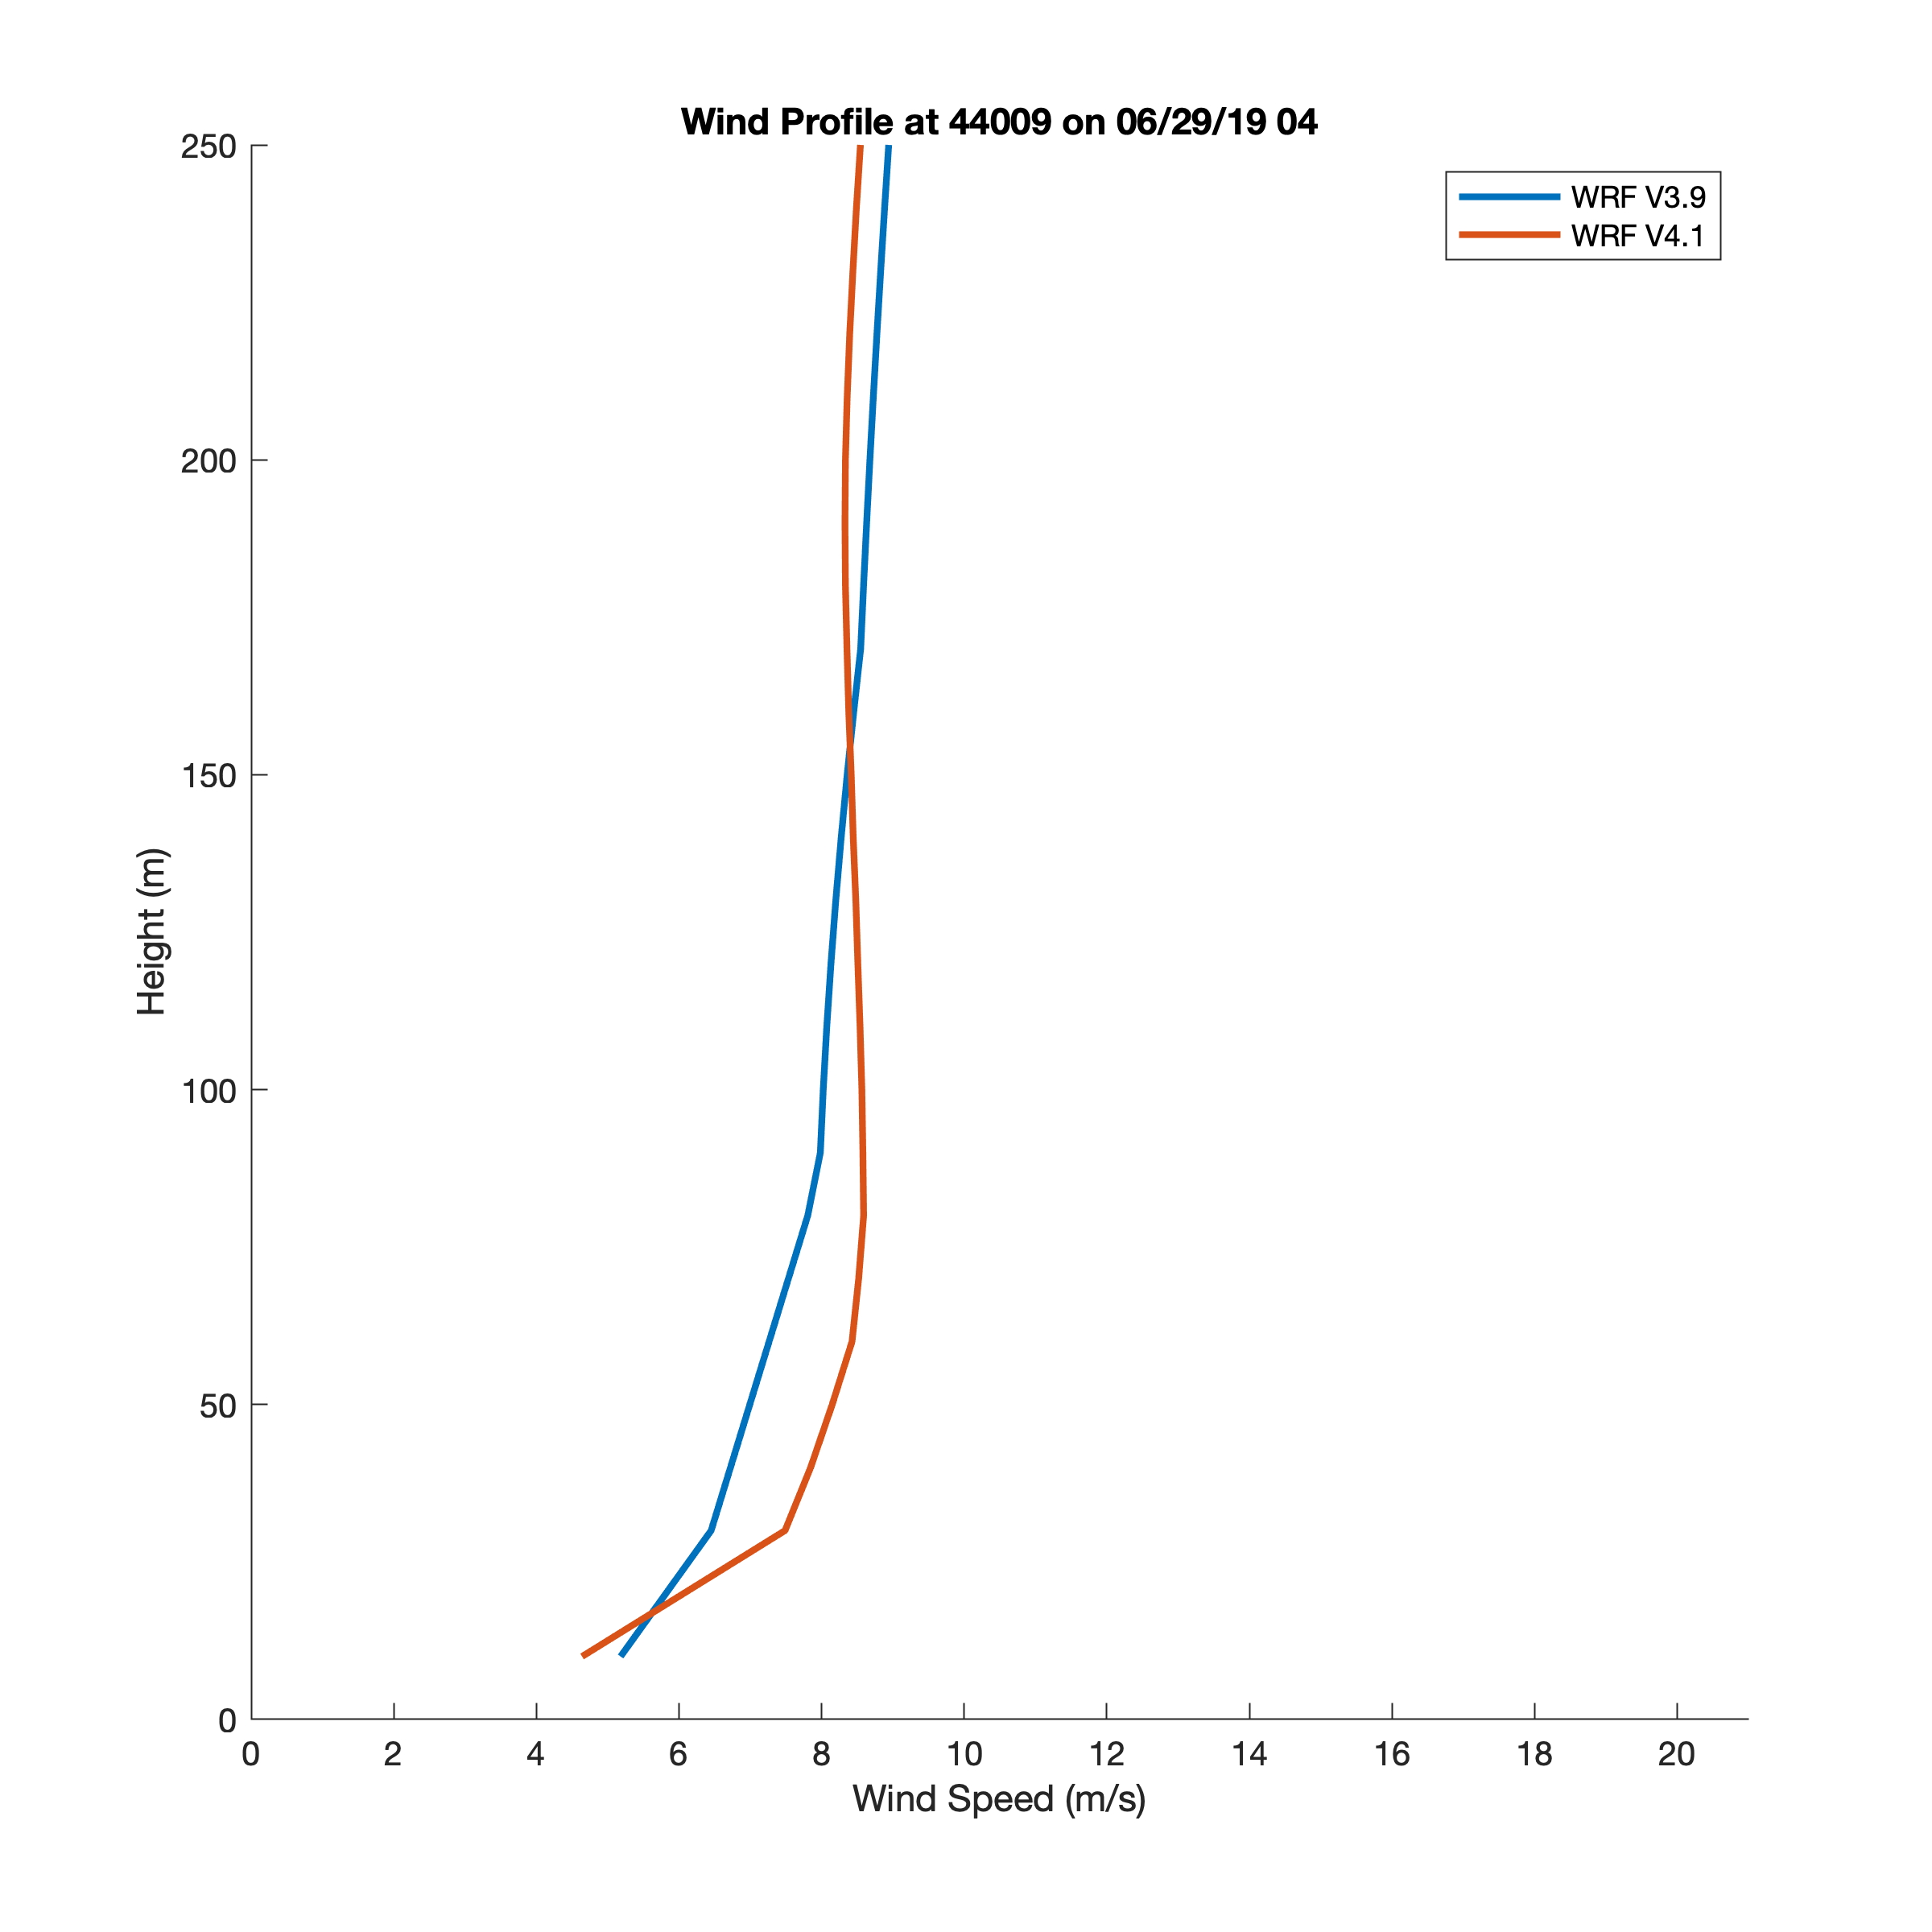 Wind Profile at 44009 on 06/29/19 04
WRF V3.9
WRF V4.1
250
200
150
100
50
0
Height (m)
0 2 4 6 8 10 12 14 16 18 20
Wind Speed (m/s)